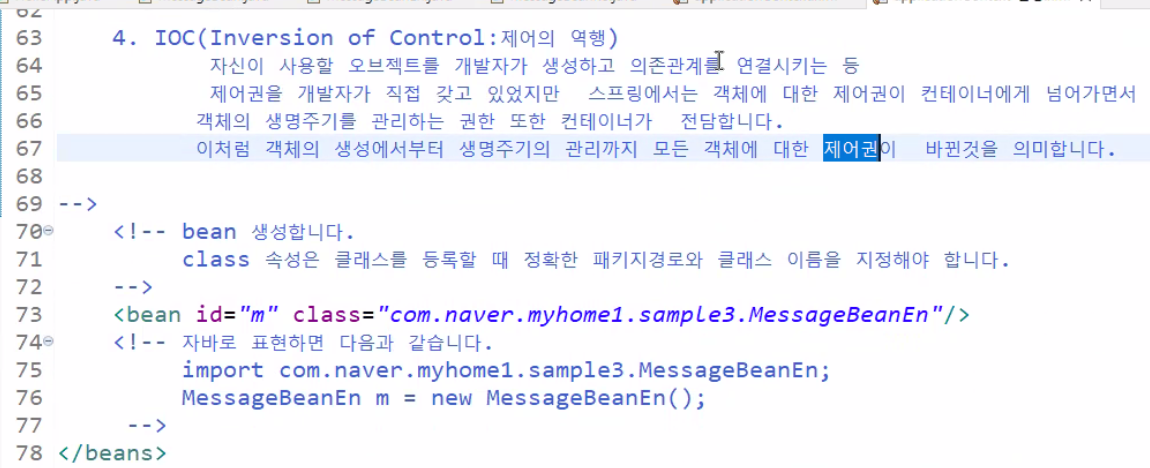 63 4. IOC(Inversion of Control:제어의 역행)
64 자신이 사용할 오브젝트를 개발자가 생성하고 의존관계를 연결시키는 등
65 제어권을 개발자가 직접 갖고 있었지만 스프링에서는 객체에 대한 제어권이 컨테이너에게 넘어가면서
66 객체의 생명주기를 관리하는 권한 또한 컨테이너가 전담합니다.
67 이처럼 객체의 생성에서부터 생명주기의 관리까지 모든 객체에 대한 제어권이 바뀐것을 의미합니다.
68
69 -->
70 <!-- bean 생성합니다.
71 class 속성은 클래스를 등록할 때 정확한 패키지경로와 클래스 이름을 지정해야 합니다.
72 -->
73 <bean id="m" class="com.naver.myhome1.sample3.MessageBeanEn"/>
74 <!-- 자바로 표현하면 다음과 같습니다.
75 import com.naver.myhome1.sample3.MessageBeanEn;
76 MessageBeanEn m = new MessageBeanEn();
77 -->
78 </beans>